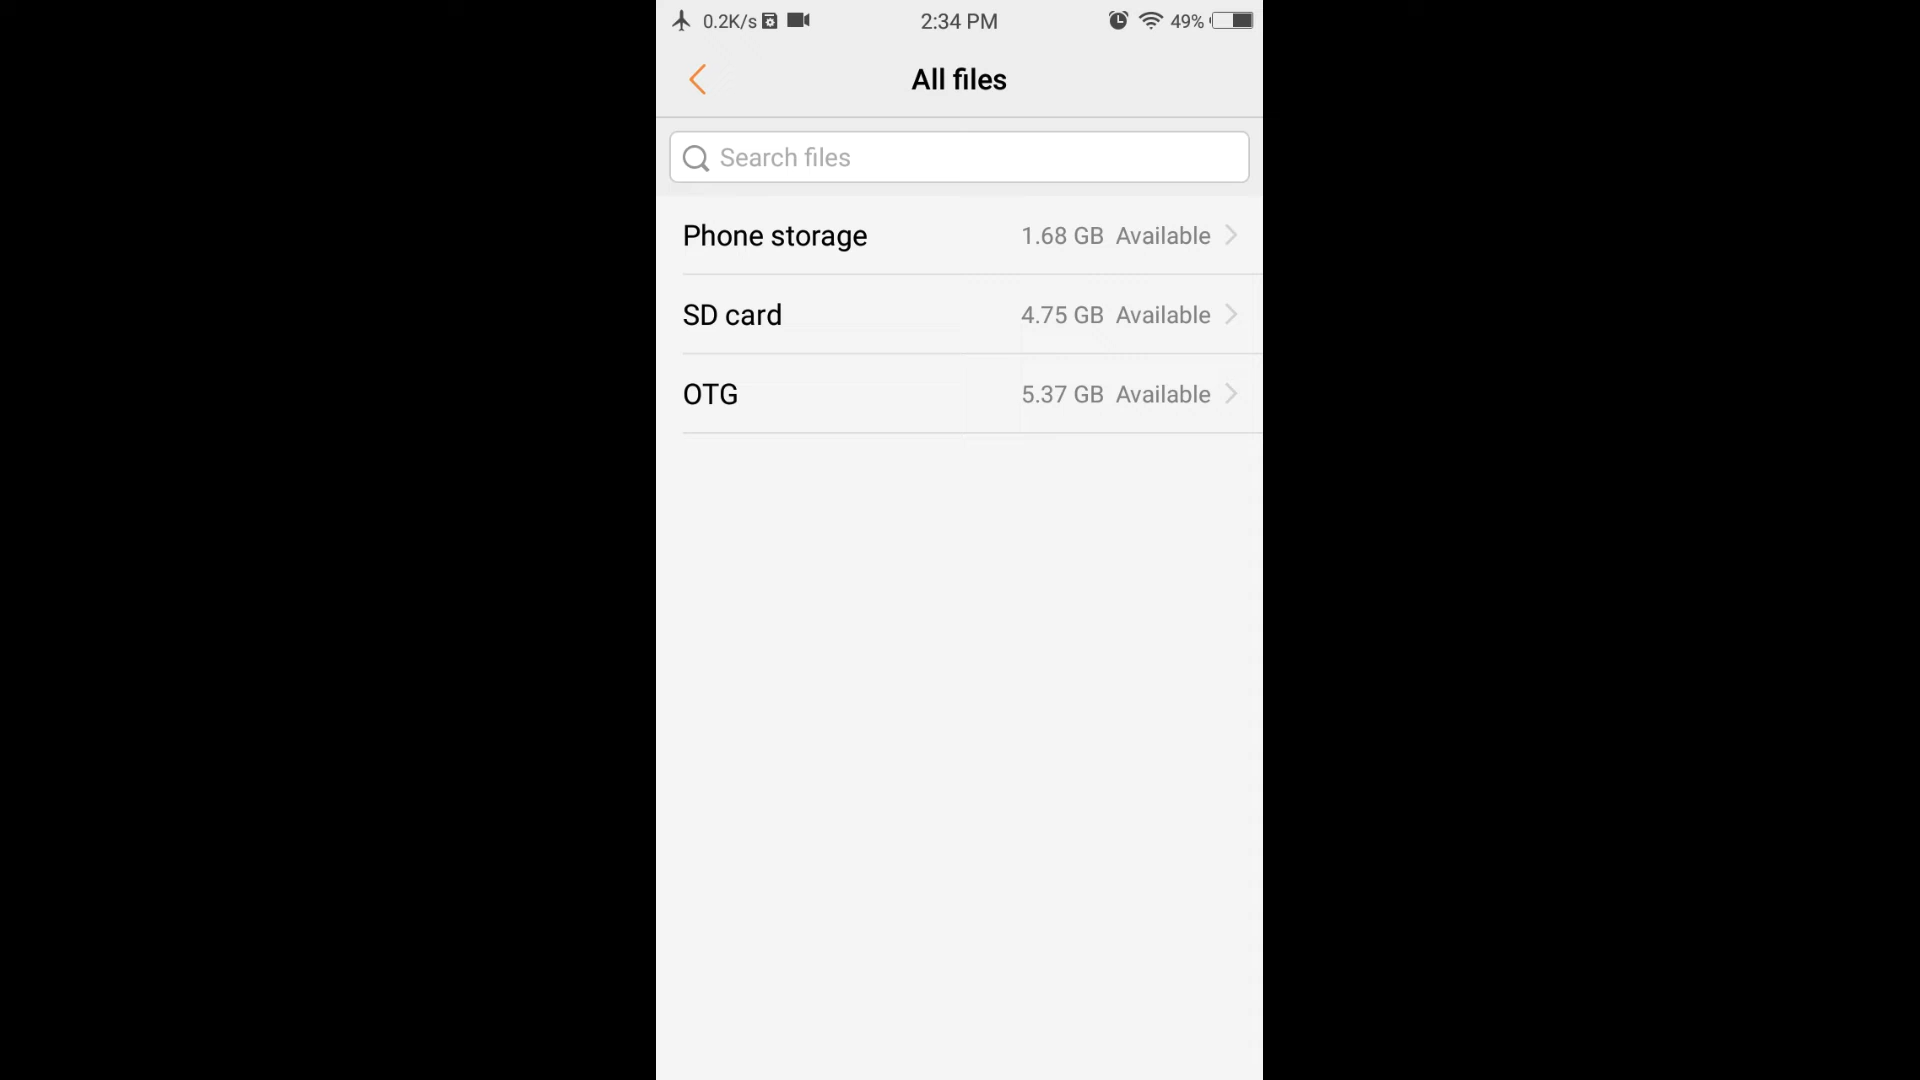 0.2K/s 2:34 PM 49%
All files
Search files
Phone storage 1.68 GB Available
SD card 4.75 GB Available
OTG 5.37 GB Available